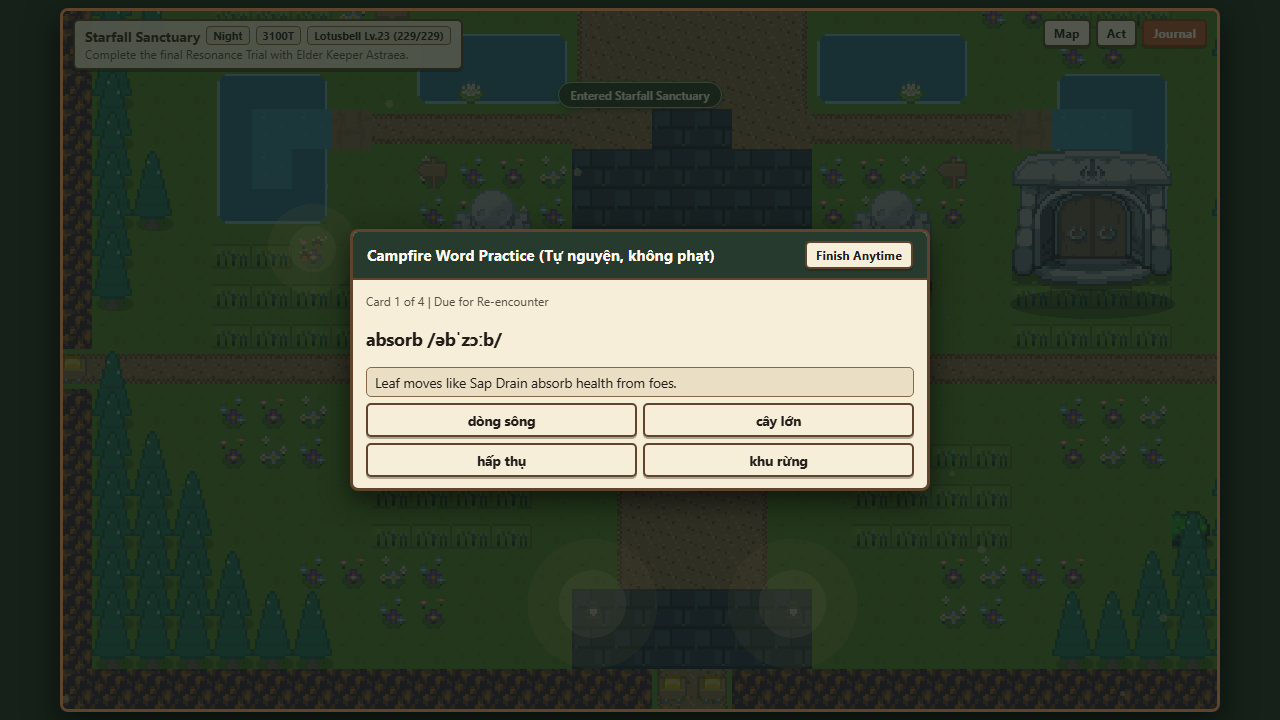 Starfall Sanctuary Night 3100T Lotusbell Lv.23 (229/229)
Complete the final Resonance Trial with Elder Keeper Astraea.
Map Act Journal
Entered Starfall Sanctuary
Campfire Word Practice (Tự nguyện, không phạt) Finish Anytime
Card 1 of 4 | Due for Re-encounter
absorb /əbˈzɔːb/
Leaf moves like Sap Drain absorb health from foes.
dòng sông cây lớn
hấp thụ khu rừng